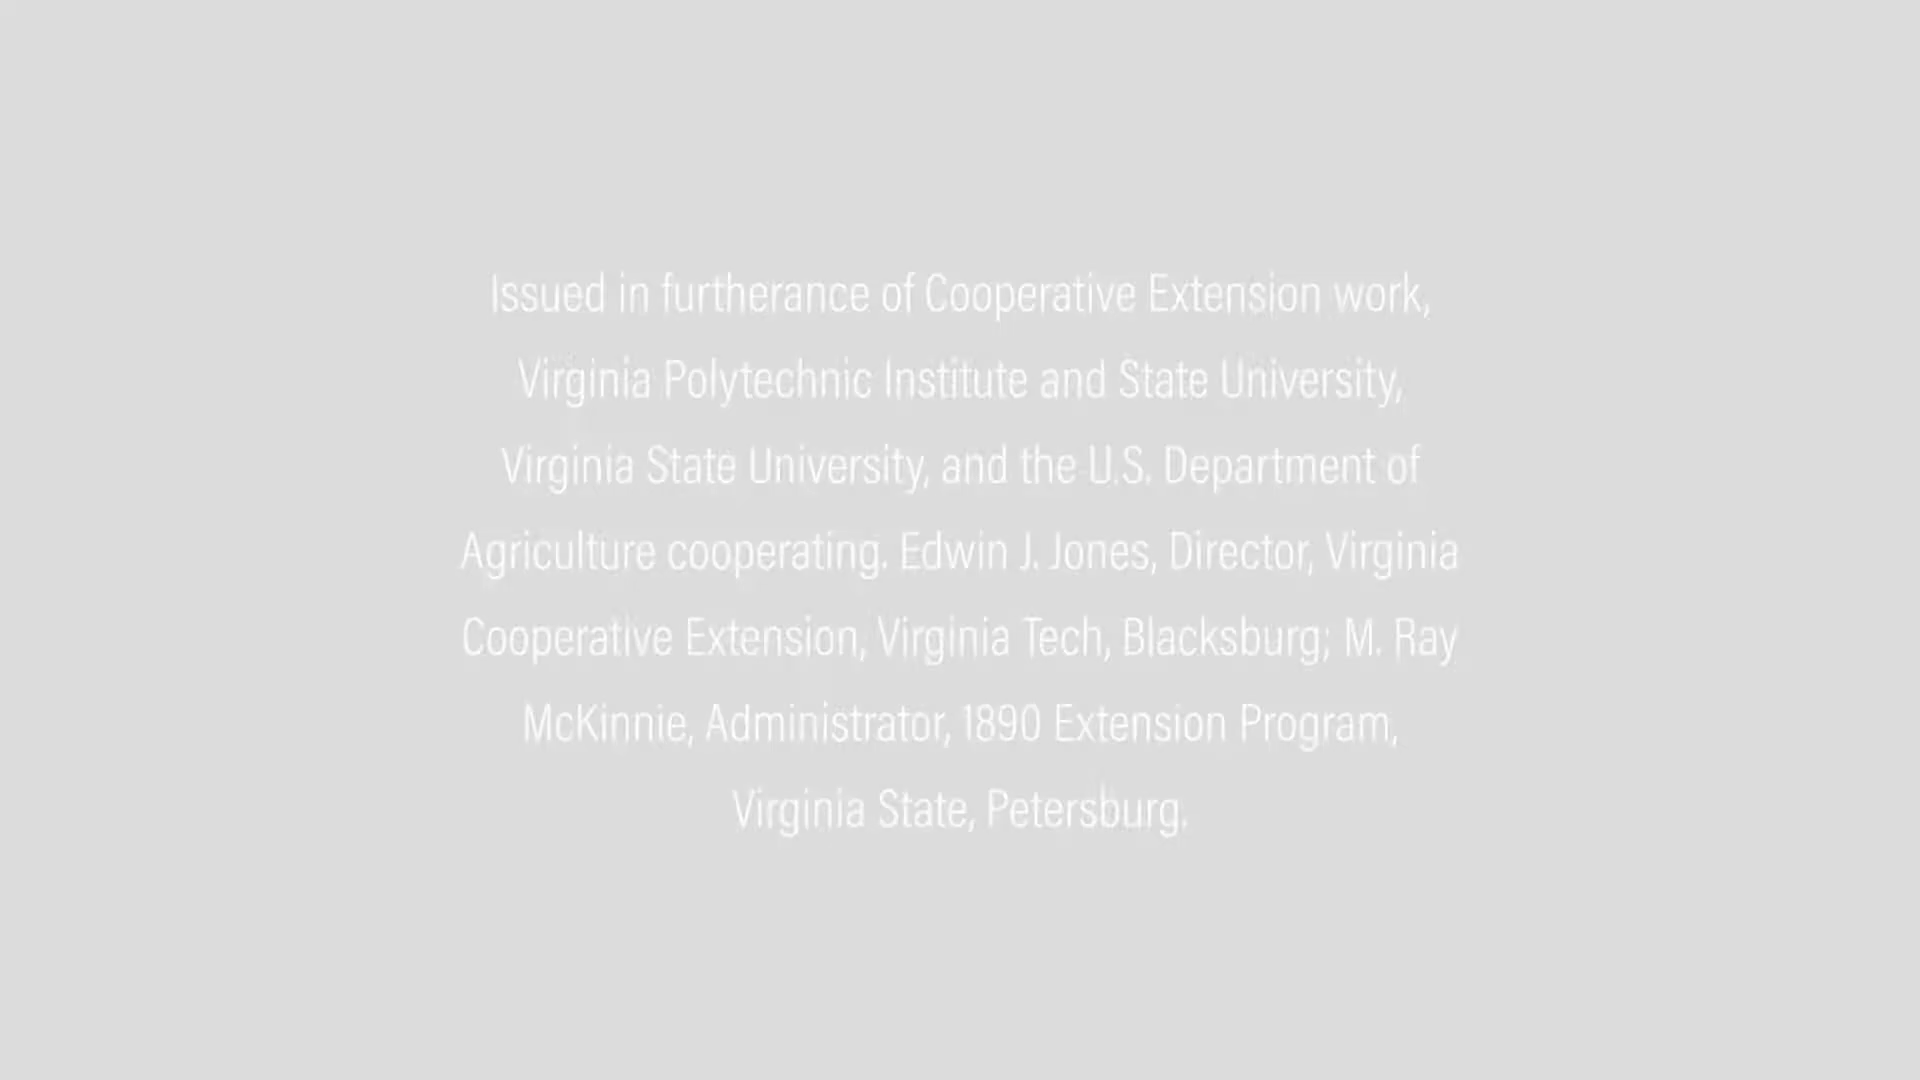 Issued in furtherance of Cooperative Extension work,
Virginia Polytechnic Institute and State University,
Virginia State University, and the U.S. Department of
Agriculture cooperating. Edwin J. Jones, Director, Virginia
Cooperative Extension, Virginia Tech, Blacksburg; M. Ray
McKinnie, Administrator, 1890 Extension Program,
Virginia State, Petersburg.